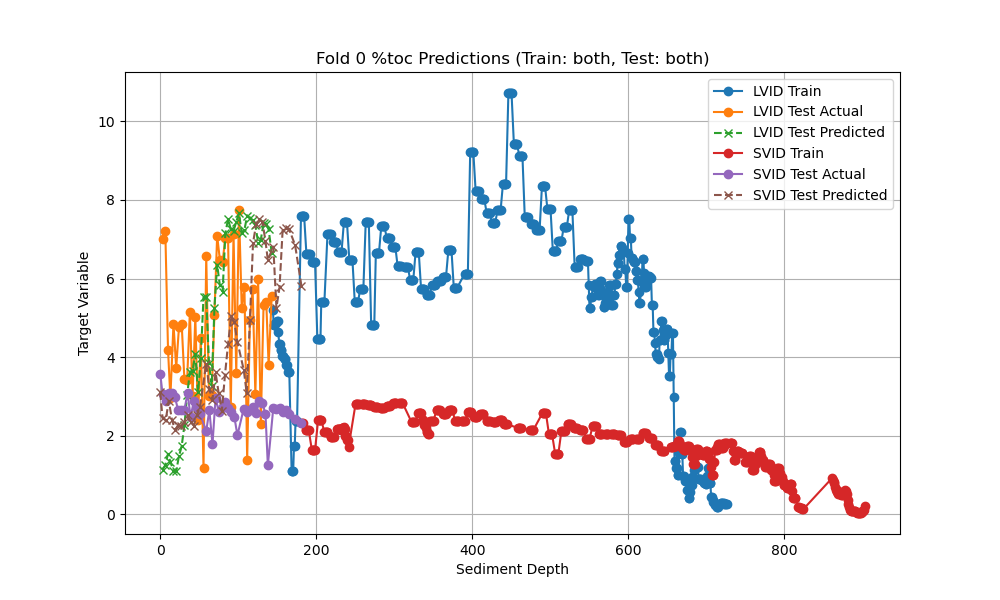 Fold 0 %toc Predictions (Train: both, Test: both)
LVID Train
LVID Test Actual
LVID Test Predicted
SVID Train
SVID Test Actual
SVID Test Predicted
Target Variable
10
8
6
4
2
0
0 200 400 600 800
Sediment Depth